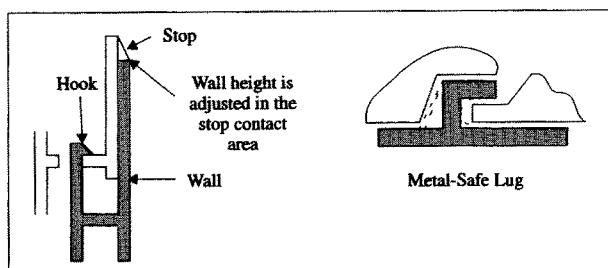 Stop
Hook
Wall height is
adjusted in the
stop contact
area
Wall
Metal-Safe Lug